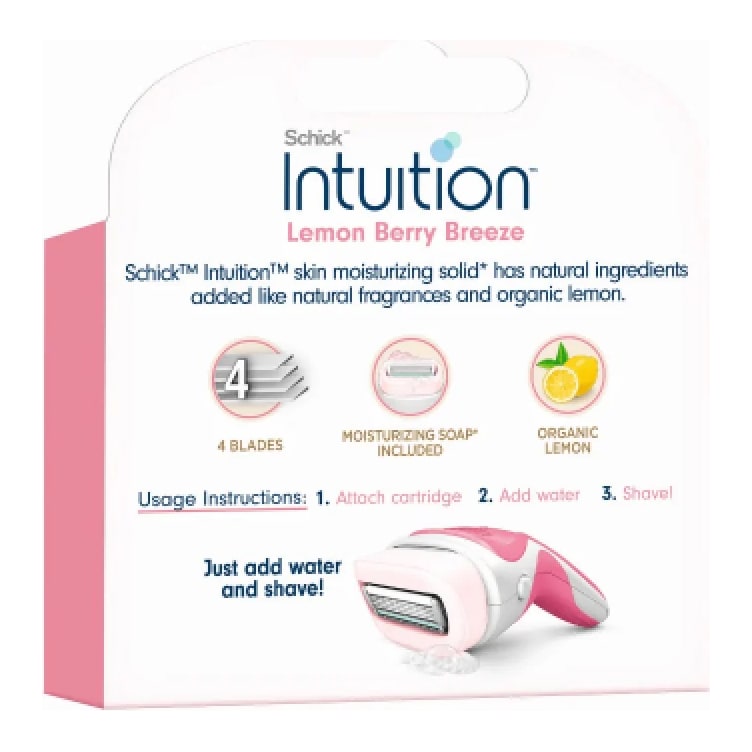 Schick™
Intuition™
Lemon Berry Breeze
Schick™ Intuition™ skin moisturizing solid* has natural ingredients
added like natural fragrances and organic lemon.
4
4 BLADES
MOISTURIZING SOAP*
INCLUDED
ORGANIC
LEMON
Usage Instructions: 1. Attach cartridge 2. Add water 3. Shave!
Just add water
and shave!